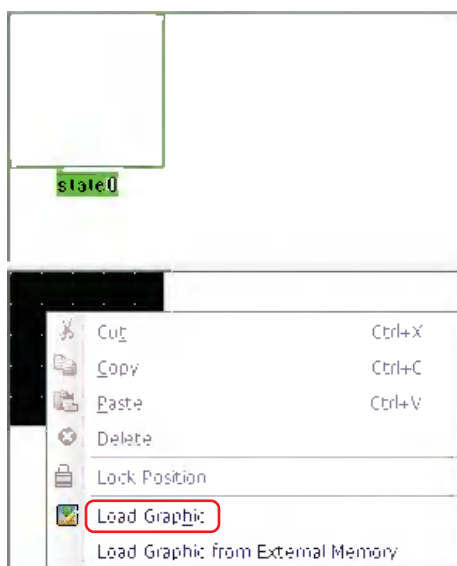 state0
Cut Ctrl+X
Copy Ctrl+C
Paste Ctrl+V
Delete
Lock Position
Load Graphic
Load Graphic from External Memory